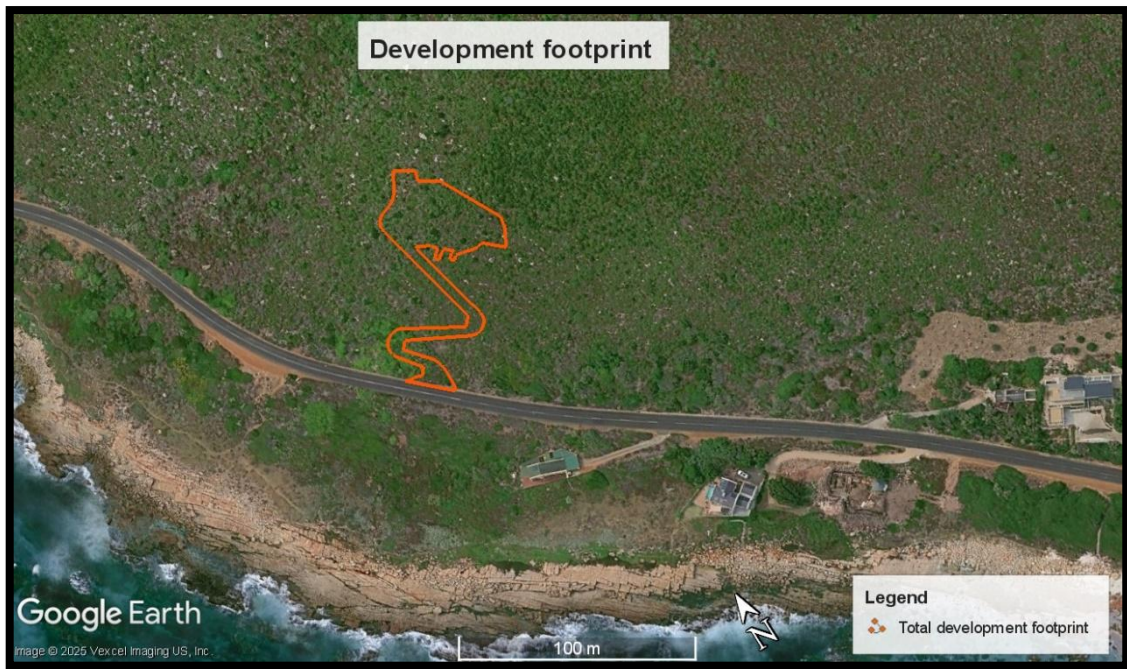 Development footprint
Legend
Total development footprint
Google Earth
Image © 2025 Vexcel Imaging US, Inc.
100 m
N